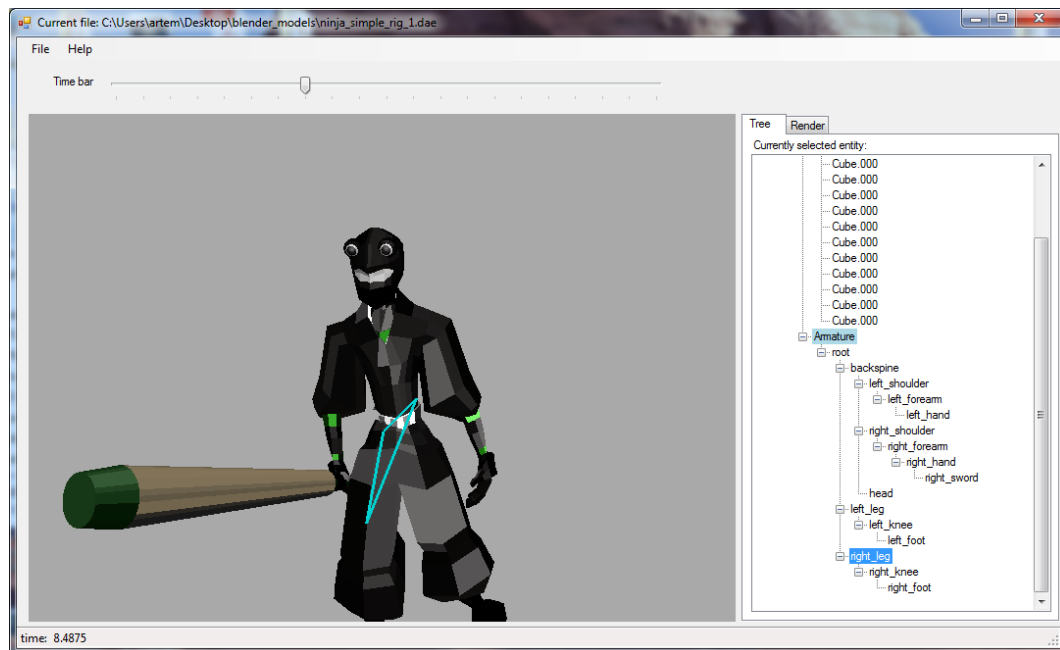 Current file: C:\Users\artem\Desktop\blender_models\ninja_simple_rig_1.dae
File Help
Time bar
Tree Render
Currently selected entity:
Cube.000
Cube.000
Cube.000
Cube.000
Cube.000
Cube.000
Cube.000
Cube.000
Cube.000
Cube.000
Cube.000
Armature
root
backspine
left_shoulder
left_forearm
left_hand
right_shoulder
right_forearm
right_hand
right_sword
head
left_leg
left_knee
left_foot
right_leg
right_knee
right_foot
time: 8.4875